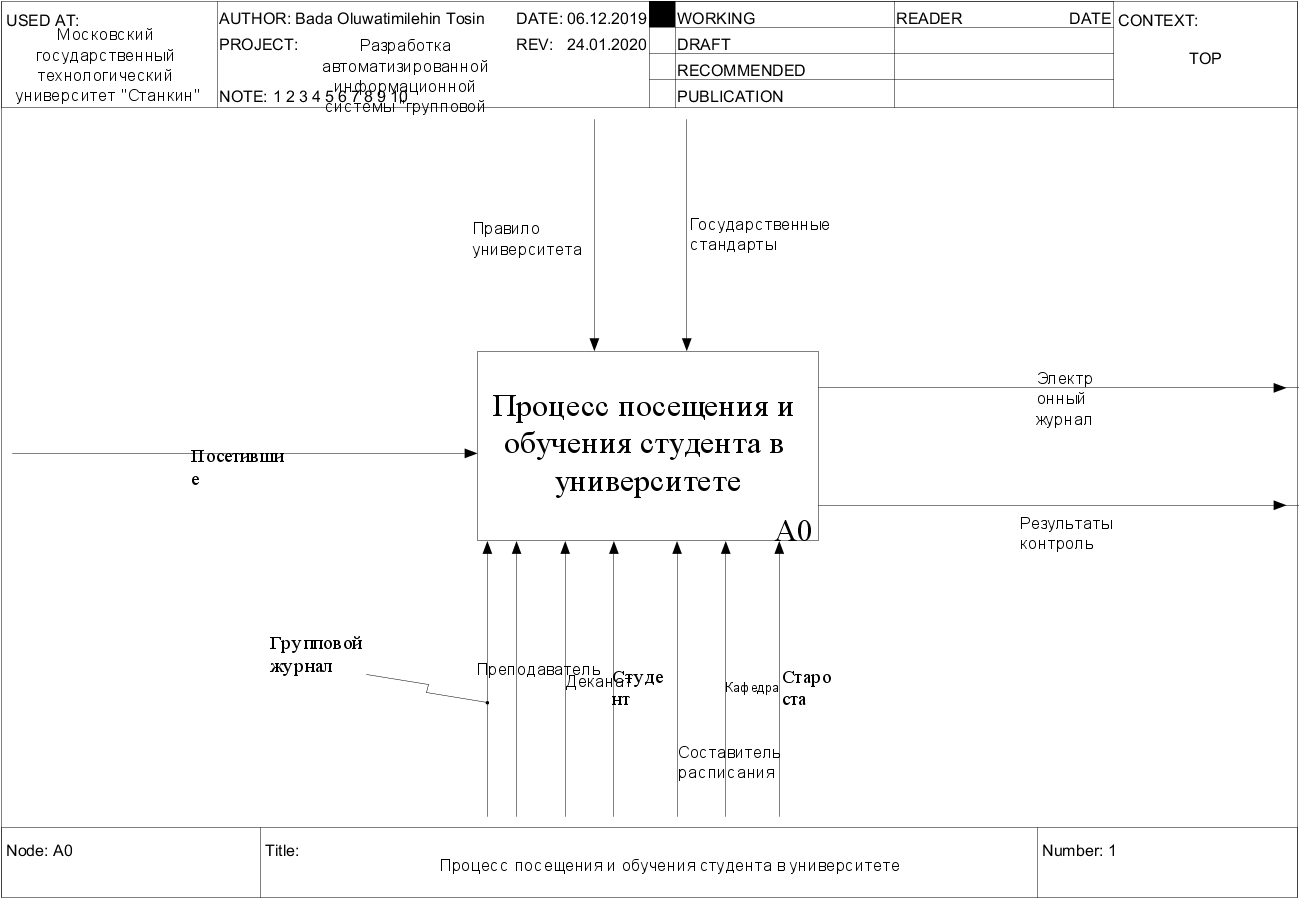 USED AT:
Московский
государственный
технологический
университет "Станкин"
AUTHOR: Bada Oluwatimilehin Tosin
DATE: 06.12.2019
PROJECT:
Разработка
автоматизированной
информационной
системы "групповой
REV: 24.01.2020
NOTE: 1 2 3 4 5 6 7 8 9 10
WORKING
DRAFT
RECOMMENDED
PUBLICATION
READER
DATE
CONTEXT:
TOP
Правило
университета
Государственные
стандарты
Процесс посещения и
обучения студента в
университете
A0
Посетивши
е
Электр
онный
журнал
Результаты
контроль
Групповой
журнал
Преподаватель
Деканат
Студе
нт
Составитель
расписания
Кафедра
Старо
ста
Node: A0
Title:
Процесс посещения и обучения студента в университете
Number: 1